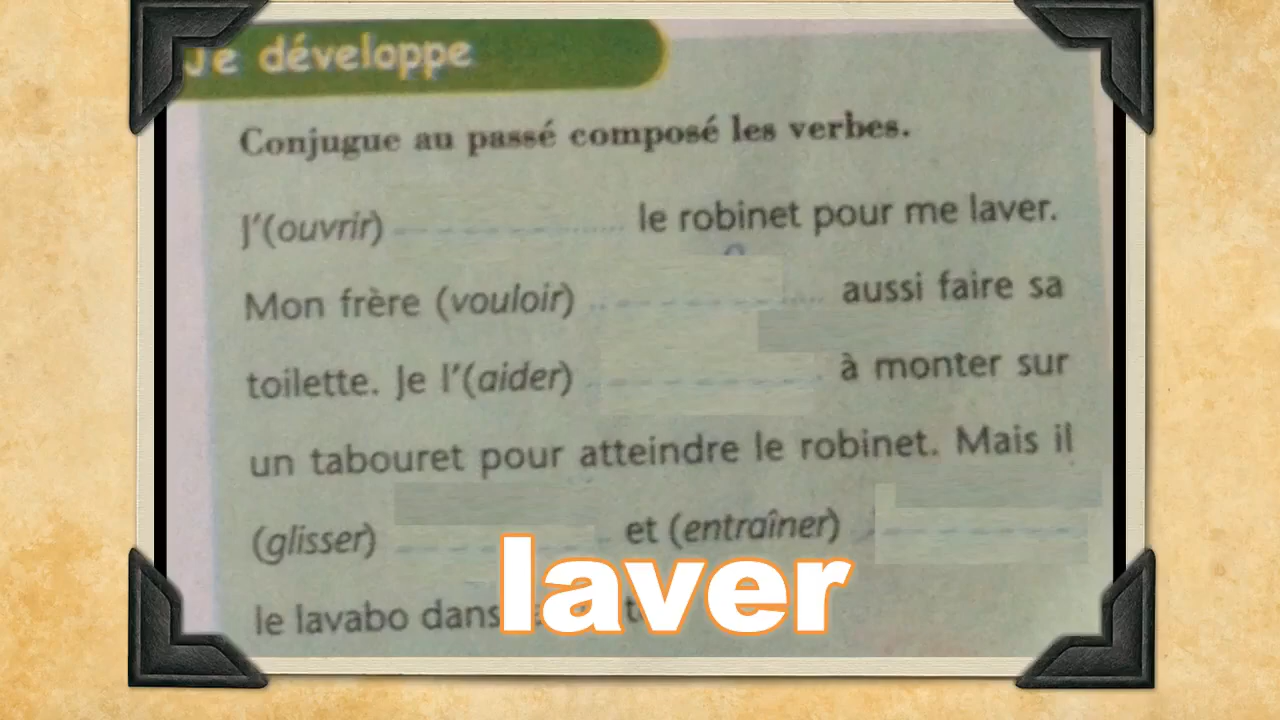 Je développe
Conjugue au passé composé les verbes.
J'(ouvrir) le robinet pour me laver.
Mon frère (vouloir) aussi faire sa
toilette. Je l'(aider) à monter sur
un tabouret pour atteindre le robinet. Mais il
(glisser) et (entraîner)
le lavabo dans
laver